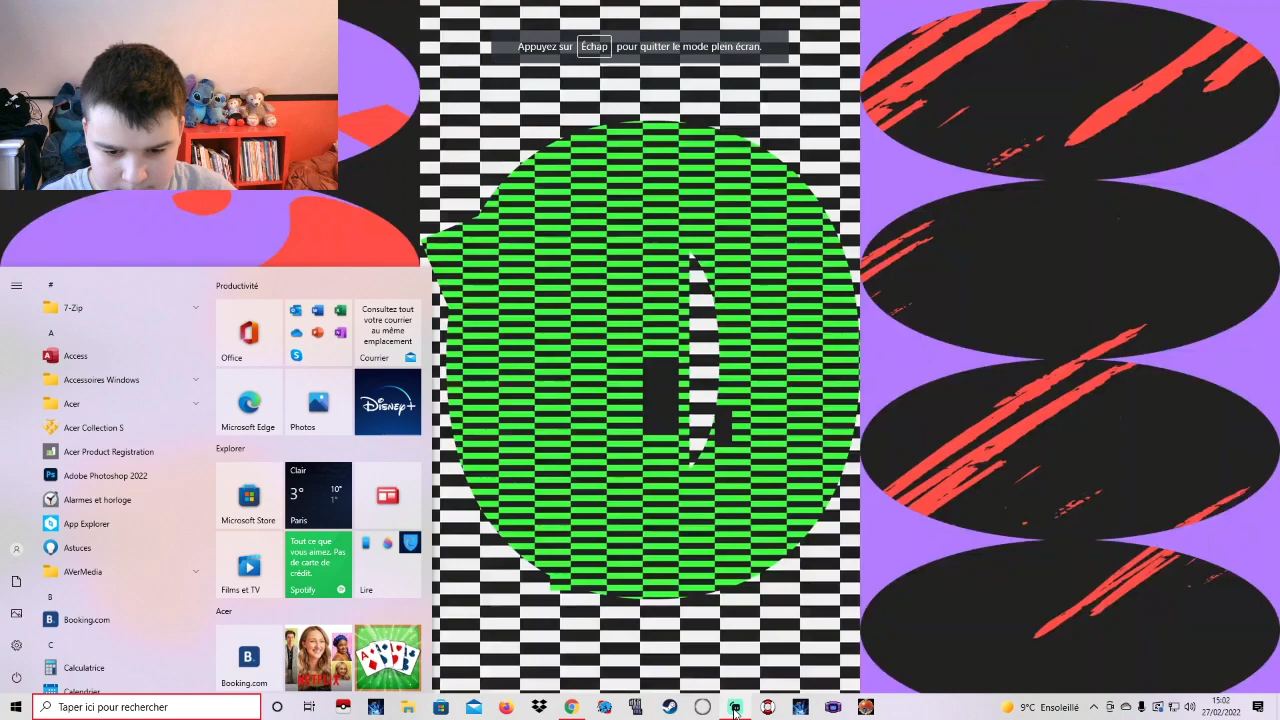 Appuyez sur Échap pour quitter le mode plein écran.
#
7-Zip
A
Access
Accessoires Windows
Acer
Acer Collection S
Acer Product Registration
Adobe Photoshop 2022
Alarmes et horloge
App Explorer
Astuces
AVerMedia
B
Booking.com
C
Calculatrice
Calendrier
Productivité
Office
Consultez
tout votre
courrier au
même
emplacement
Courrier
Microsoft Edge
Photos
Disney+
Explorer
Microsoft Store
Clair
3°
10°
1°
Paris
Films et TV
Tout ce que
vous aimez. Pas
de carte de
crédit.
Spotify
Lire
Acer
B.
Booking.com
NETFLIX
Taper ici pour rechercher
9°C Ensoleillé
15:02
27/02/2022